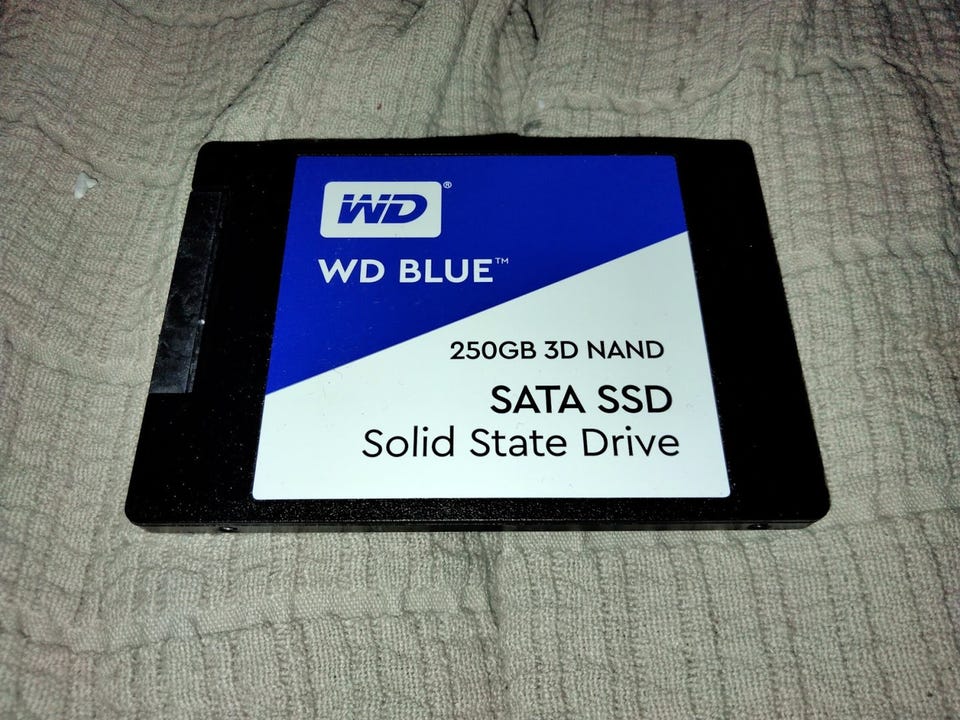 WD®
WD BLUE™
250GB 3D NAND
SATA SSD
Solid State Drive